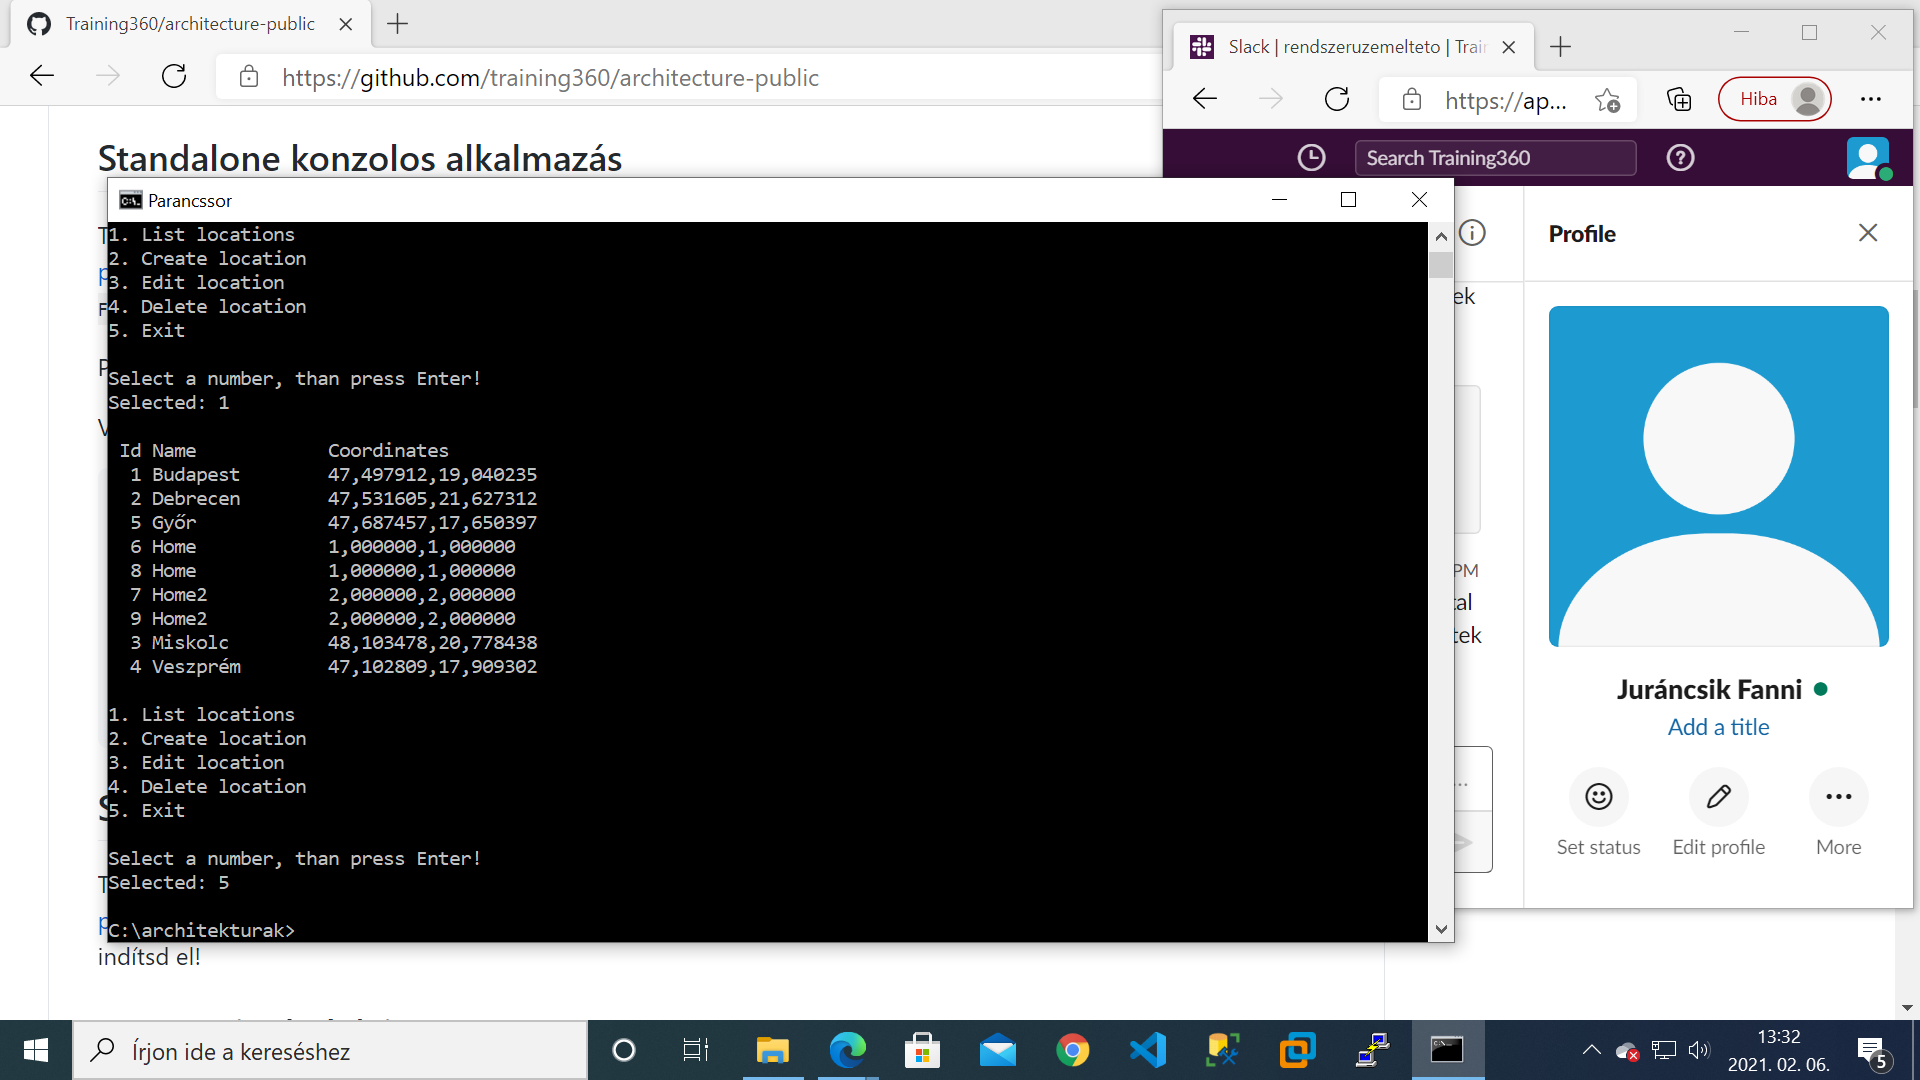 Training360/architecture-public
https://github.com/training360/architecture-public
Slack | rendszeruzemelteto | Trai
https://ap...
Hiba
Search Training360
Standalone konzolos alkalmazás
Parancssor
1. List locations
2. Create location
3. Edit location
4. Delete location
5. Exit
Select a number, than press Enter!
Selected: 1
Id Name Coordinates
1 Budapest 47,497912,19,040235
2 Debrecen 47,531605,21,627312
5 Győr 47,687457,17,650397
6 Home 1,000000,1,000000
8 Home 1,000000,1,000000
7 Home2 2,000000,2,000000
9 Home2 2,000000,2,000000
3 Miskolc 48,103478,20,778438
4 Veszprém 47,102809,17,909302
1. List locations
2. Create location
3. Edit location
4. Delete location
5. Exit
Select a number, than press Enter!
Selected: 5
C:\architekturak>
indítsd el!
ek
PM
tal
tek
Profile
Juráncsik Fanni
Add a title
Set status
Edit profile
More
Írjon ide a kereséshez
13:32
2021. 02. 06.
5